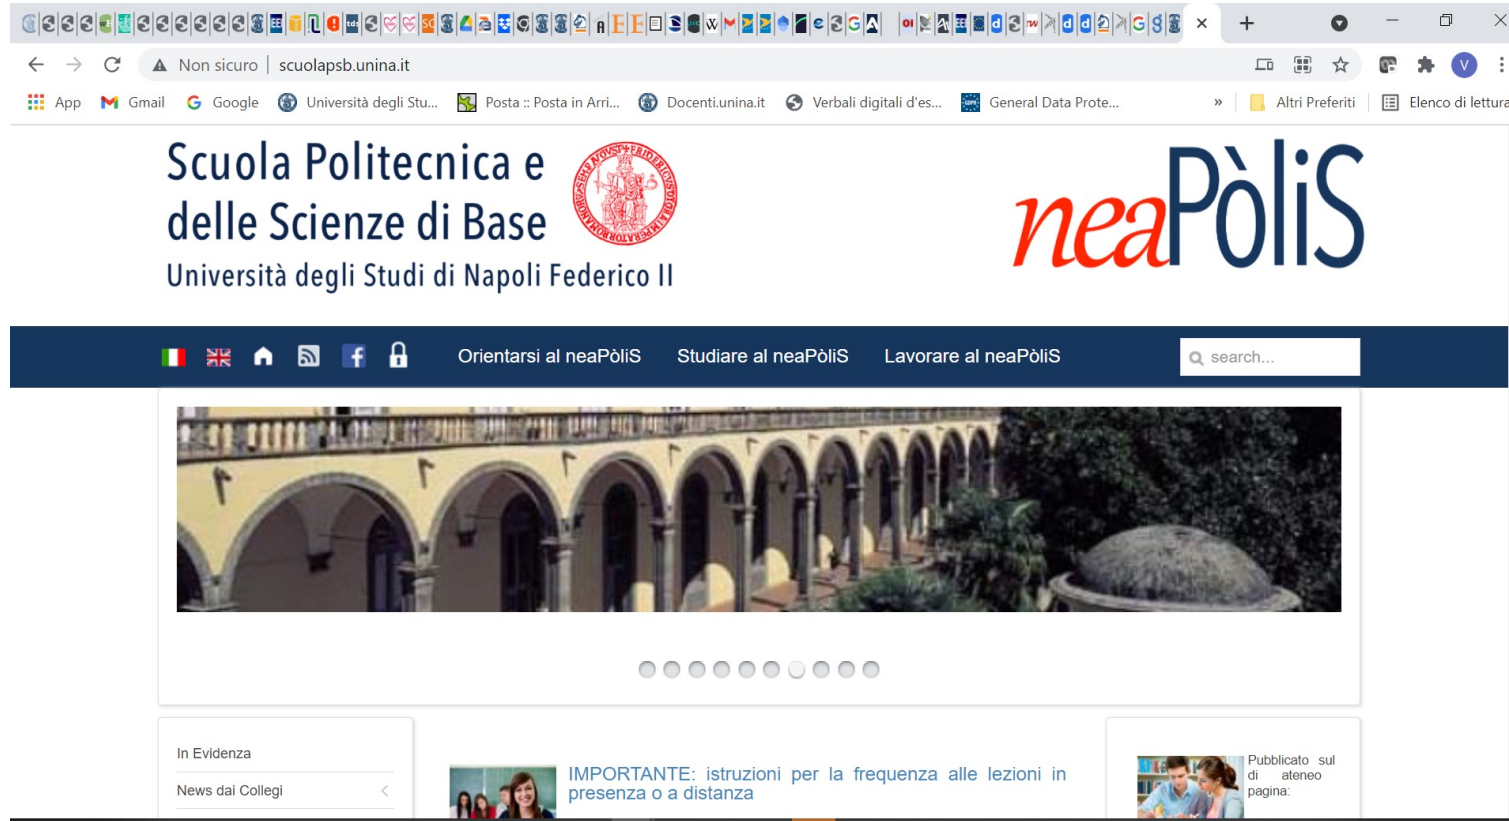 Non sicuro
scuolapsb.unina.it
App
Gmail
Google
Università degli Stu...
Posta :: Posta in Arri...
Docenti.unina.it
Verbali digitali d'es...
General Data Prote...
»
Altri Preferiti
Elenco di lettura
Scuola Politecnica e
delle Scienze di Base
Università degli Studi di Napoli Federico II
neaPòliS
Orientarsi al neaPòliS
Studiare al neaPòliS
Lavorare al neaPòliS
search...
In Evidenza
News dai Collegi
IMPORTANTE: istruzioni per la frequenza alle lezioni in
presenza o a distanza
Pubblicato sul
di ateneo
pagina: